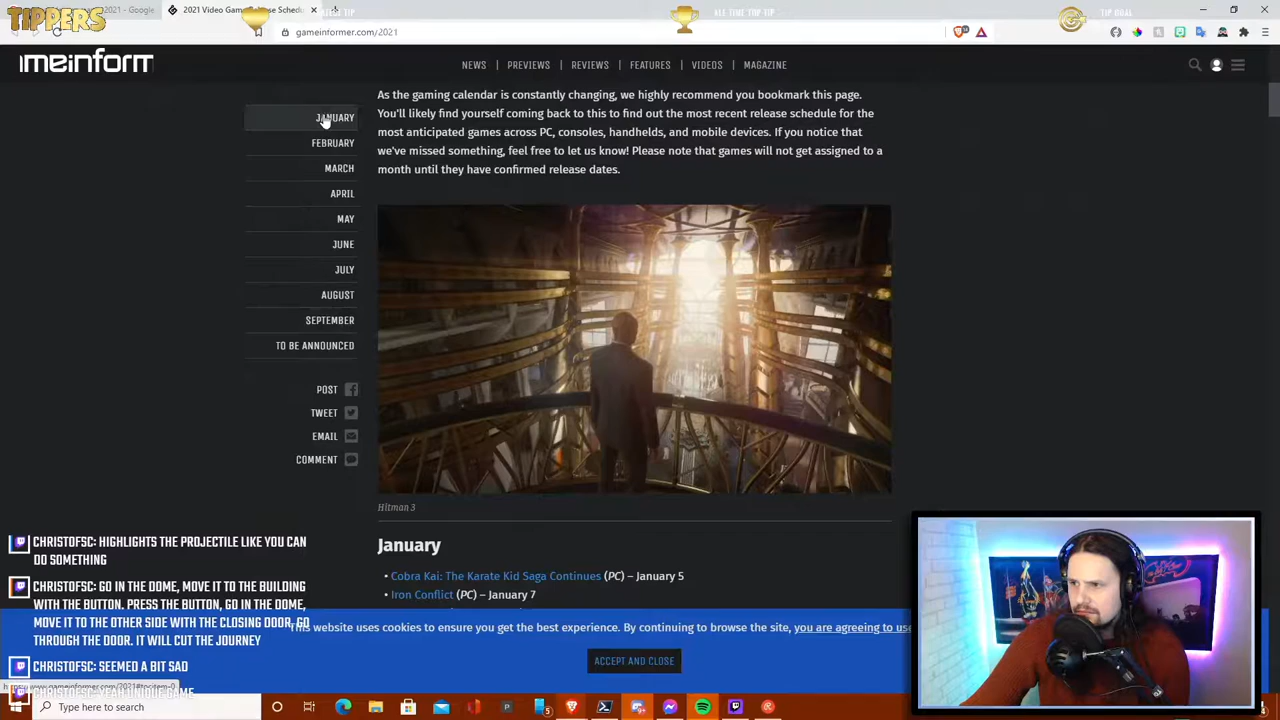 TIPPERS
2021 - Google
2021 Video Game Release Schedu
TIP GOAL
gameinformer.com/2021
meinform
NEWS | PREVIEWS | REVIEWS | FEATURES | VIDEOS | MAGAZINE
As the gaming calendar is constantly changing, we highly recommend you bookmark this page.
You'll likely find yourself coming back to this to find out the most recent release schedule for the
most anticipated games across PC, consoles, handhelds, and mobile devices. If you notice that
we've missed something, feel free to let us know! Please note that games will not get assigned to a
month until they have confirmed release dates.
JANUARY
FEBRUARY
MARCH
APRIL
MAY
JUNE
JULY
AUGUST
SEPTEMBER
TO BE ANNOUNCED
POST
TWEET
EMAIL
COMMENT
Hitman 3
January
• Cobra Kai: The Karate Kid Saga Continues (PC) – January 5
• Iron Conflict (PC) – January 7
This website uses cookies to ensure you get the best experience. By continuing to browse the site, you are agreeing to use
ACCEPT AND CLOSE
CHRISTOFSC: HIGHLIGHTS THE PROJECTILE LIKE YOU CAN
DO SOMETHING
CHRISTOFSC: GO IN THE DOME, MOVE IT TO THE BUILDING
WITH THE BUTTON. PRESS THE BUTTON, GO IN THE DOME,
MOVE IT TO THE OTHER SIDE WITH THE CLOSING DOOR, GO
THROUGH THE DOOR. IT WILL CUT THE JOURNEY
CHRISTOFSC: SEEMED A BIT SAD
CHRISTOFSC: YEAH UNIQUE GAME
Type here to search